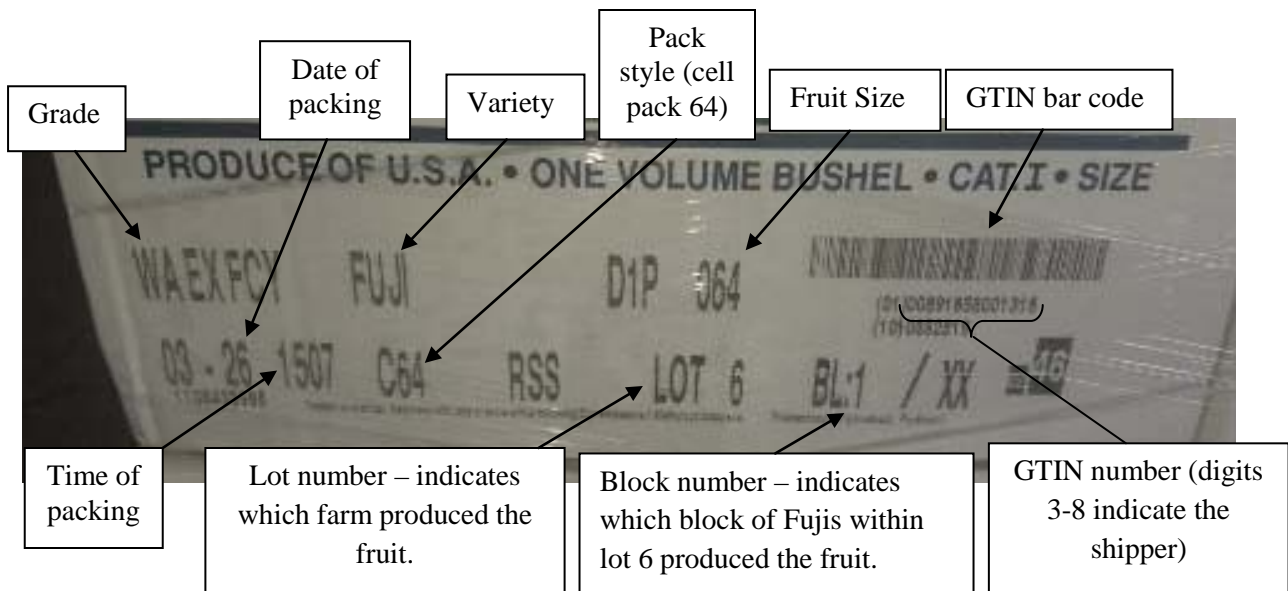 Grade
Date of
packing
Variety
Pack
style (cell
pack 64)
Fruit Size
GTIN bar code
PRODUCE OF U.S.A. • ONE VOLUME BUSHEL • CAT.I • SIZE
WAEXFCY FUJI D1P 064
03 - 26 1507 C64 RSS LOT 6 BL:1 / XX 16
Time of
packing
Lot number – indicates
which farm produced the
fruit.
Block number – indicates
which block of Fujis within
lot 6 produced the fruit.
GTIN number (digits
3-8 indicate the
shipper)